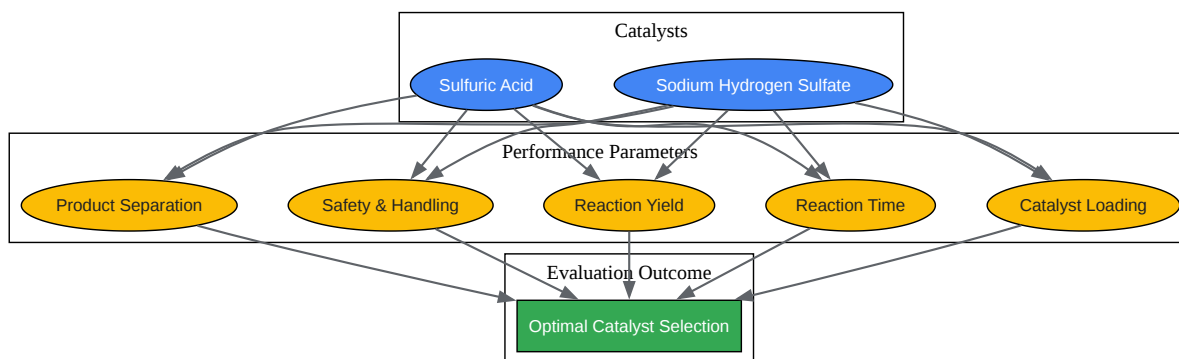 Catalysts
Sulfuric Acid
Sodium Hydrogen Sulfate
Performance Parameters
Product Separation
Safety & Handling
Reaction Yield
Reaction Time
Catalyst Loading
Evaluation Outcome
Optimal Catalyst Selection